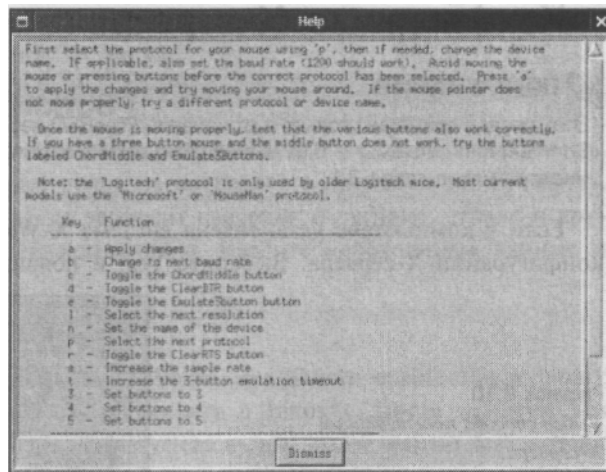 Help
First select the protocol for your mouse using 'p', then if needed, change the device
name. If applicable, also set the baud rate (1200 should work). Avoid moving the
mouse or pressing buttons before the correct protocol has been selected. Press 'a'
to apply the changes and try moving your mouse around. If the mouse pointer does
not move properly, try a different protocol or device name.
Once the mouse is moving properly, test that the various buttons also work correctly.
If you have a three button mouse and the middle button does not work, try the buttons
labeled ChordMiddle and Emulate3Buttons.
Note: the 'Logitech' protocol is only used by older Logitech mice. Most current
models use the 'Microsoft' or 'MouseMan' protocol.
Key Function
a - Apply changes
b - Change to next baud rate
c - Toggle the ChordMiddle button
d - Toggle the ClearDTR button
e - Toggle the Emulate3button button
l - Select the next resolution
n - Set the name of the device
p - Select the next protocol
r - Toggle the ClearRTS button
s - Increase the sample rate
t - Increase the 3-button emulation timeout
3 - Set buttons to 3
4 - Set buttons to 4
5 - Set buttons to 5
Dismiss